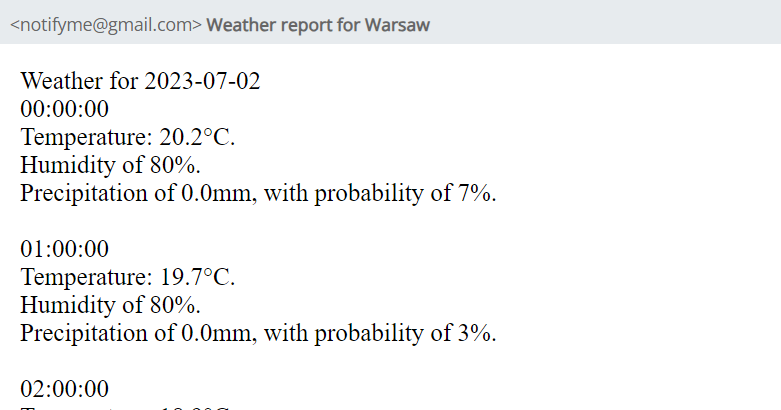 <notifyme@gmail.com> Weather report for Warsaw
Weather for 2023-07-02
00:00:00
Temperature: 20.2°C.
Humidity of 80%.
Precipitation of 0.0mm, with probability of 7%.
01:00:00
Temperature: 19.7°C.
Humidity of 80%.
Precipitation of 0.0mm, with probability of 3%.
02:00:00